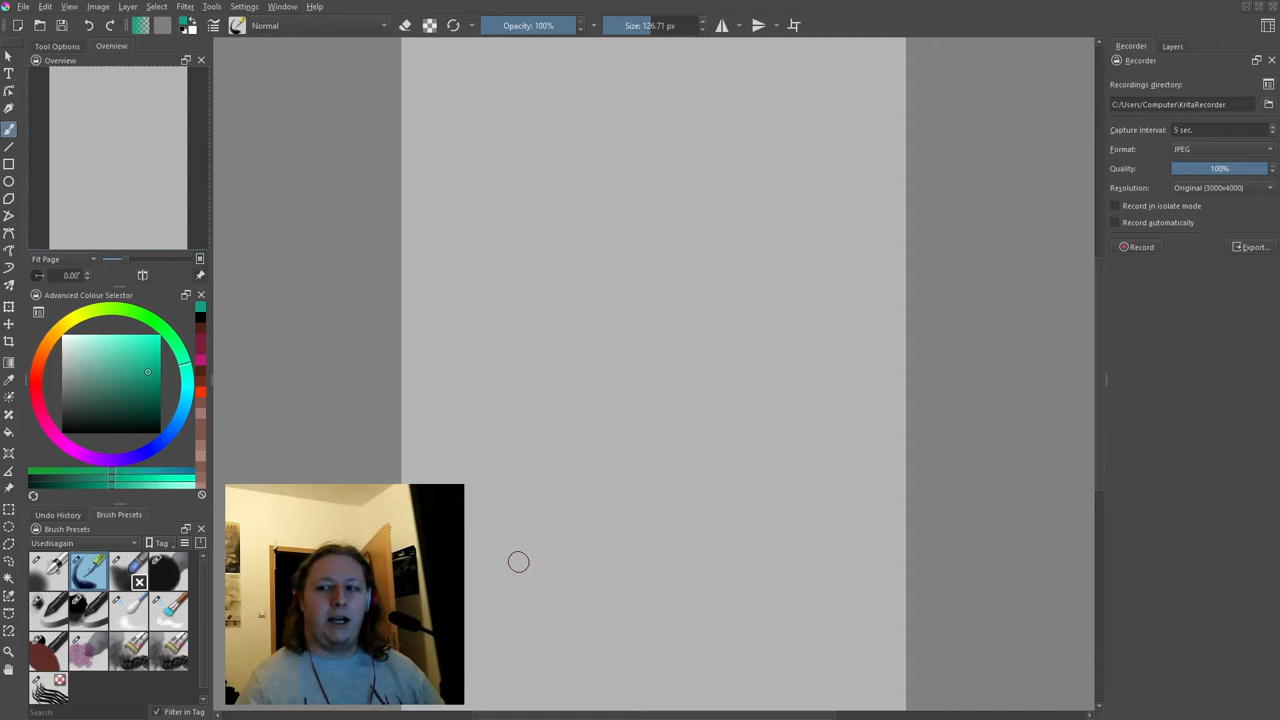 File Edit View Image Layer Select Filter Tools Settings Window Help
Normal Opacity: 100% Size: 126.71 px
Tool Options Overview
Overview
Fit Page
0.00°
Advanced Colour Selector
Undo History Brush Presets
Brush Presets
Usedisagain Tag
Search Filter in Tag
Recorder Layers
Recorder
Recordings directory:
C:/Users/Computer\KritaRecorder
Capture interval: 5 sec.
Format: JPEG
Quality: 100%
Resolution: Original (3000x4000)
Record in isolate mode
Record automatically
Record Export...